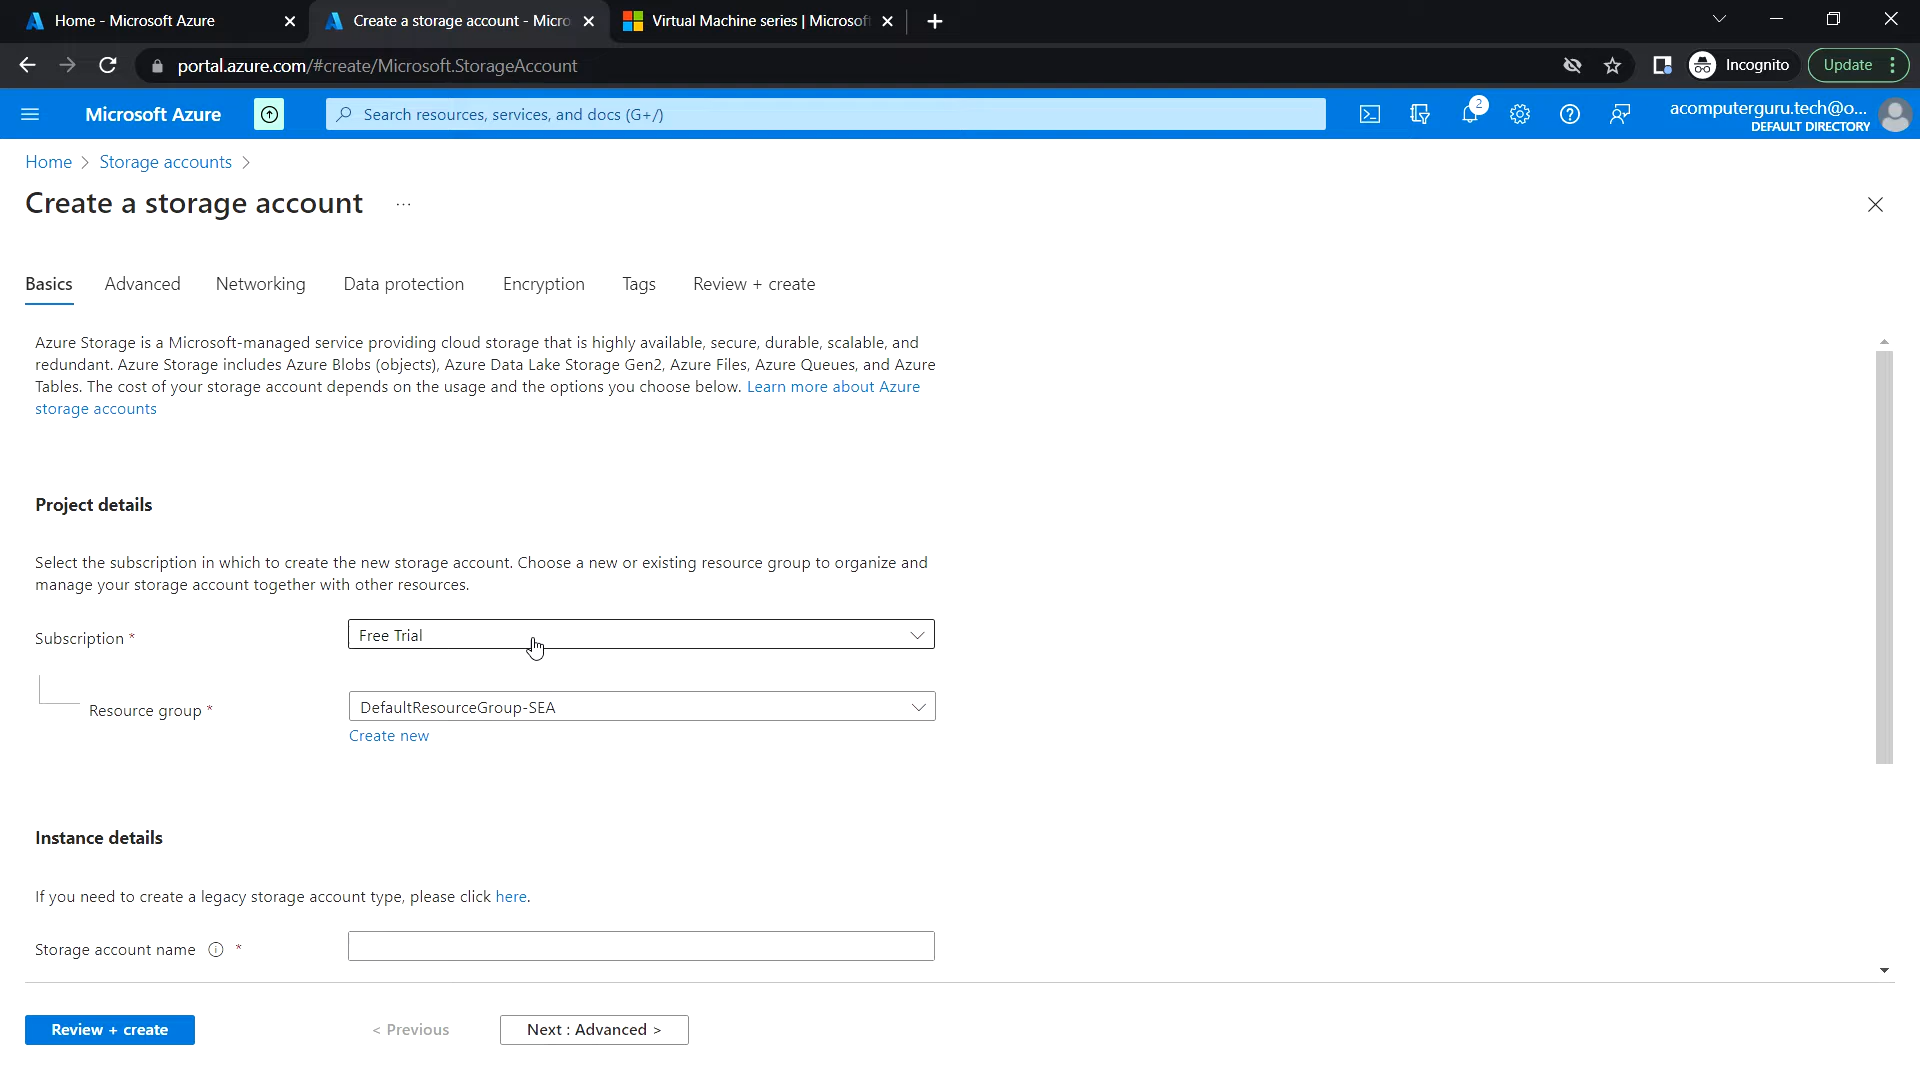 Home - Microsoft Azure
Create a storage account - Micro
Virtual Machine series | Microsof
portal.azure.com/#create/Microsoft.StorageAccount
Incognito
Update
Microsoft Azure
Search resources, services, and docs (G+/)
2
acomputerguru.tech@o...
DEFAULT DIRECTORY
Home > Storage accounts >
Create a storage account ...
Basics Advanced Networking Data protection Encryption Tags Review + create
Azure Storage is a Microsoft-managed service providing cloud storage that is highly available, secure, durable, scalable, and
redundant. Azure Storage includes Azure Blobs (objects), Azure Data Lake Storage Gen2, Azure Files, Azure Queues, and Azure
Tables. The cost of your storage account depends on the usage and the options you choose below. Learn more about Azure
storage accounts
Project details
Select the subscription in which to create the new storage account. Choose a new or existing resource group to organize and
manage your storage account together with other resources.
Subscription *
Free Trial
Resource group *
DefaultResourceGroup-SEA
Create new
Instance details
If you need to create a legacy storage account type, please click here.
Storage account name *
Review + create
< Previous
Next : Advanced >